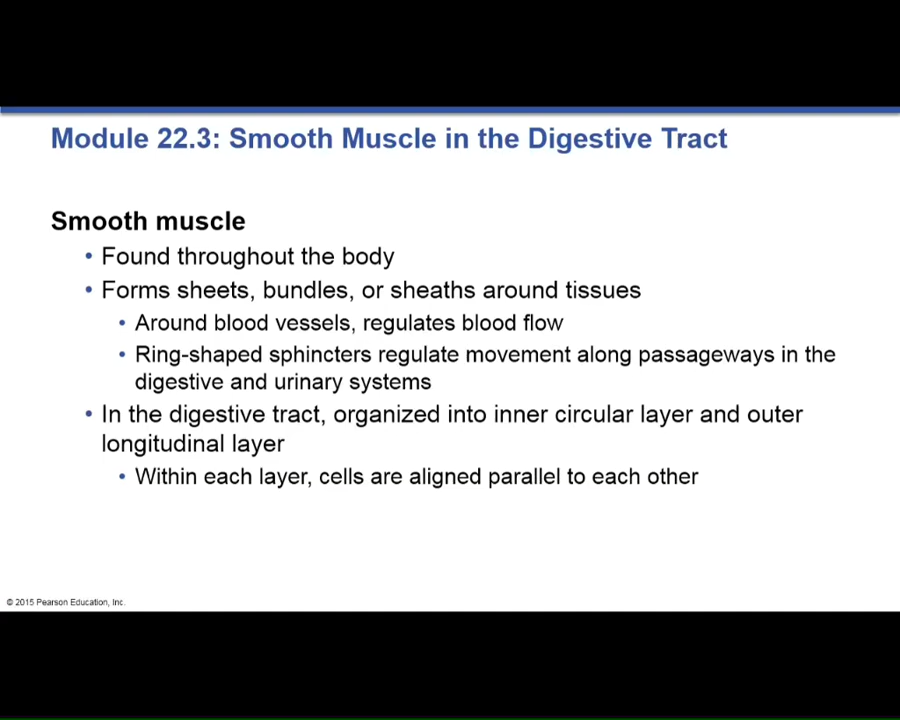 Module 22.3: Smooth Muscle in the Digestive Tract
Smooth muscle
• Found throughout the body
• Forms sheets, bundles, or sheaths around tissues
• Around blood vessels, regulates blood flow
• Ring-shaped sphincters regulate movement along passageways in the
digestive and urinary systems
• In the digestive tract, organized into inner circular layer and outer
longitudinal layer
• Within each layer, cells are aligned parallel to each other
© 2015 Pearson Education, Inc.